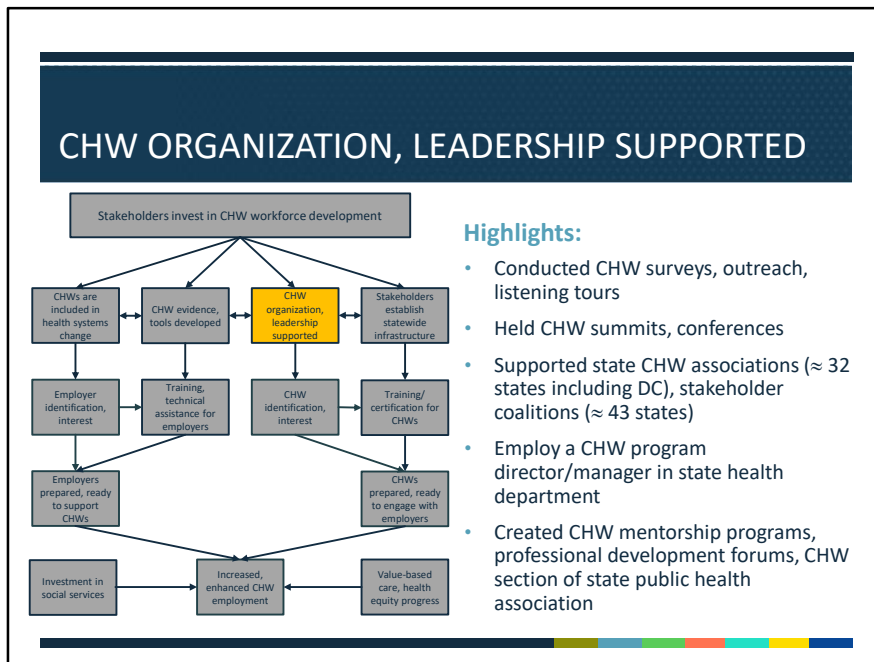 CHW ORGANIZATION, LEADERSHIP SUPPORTED
Stakeholders invest in CHW workforce development
CHWs are
included in
health systems
change
CHW evidence,
tools developed
CHW
organization,
leadership
supported
Stakeholders
establish
statewide
infrastructure
Employer
identification,
interest
Training,
technical
assistance for
employers
CHW
identification,
interest
Training/
certification for
CHWs
Employers
prepared, ready
to support
CHWs
CHWs
prepared, ready
to engage with
employers
Investment in
social services
Increased,
enhanced CHW
employment
Value-based
care, health
equity progress
Highlights:
• Conducted CHW surveys, outreach,
listening tours
• Held CHW summits, conferences
• Supported state CHW associations (≈ 32
states including DC), stakeholder
coalitions (≈ 43 states)
• Employ a CHW program
director/manager in state health
department
• Created CHW mentorship programs,
professional development forums, CHW
section of state public health
association